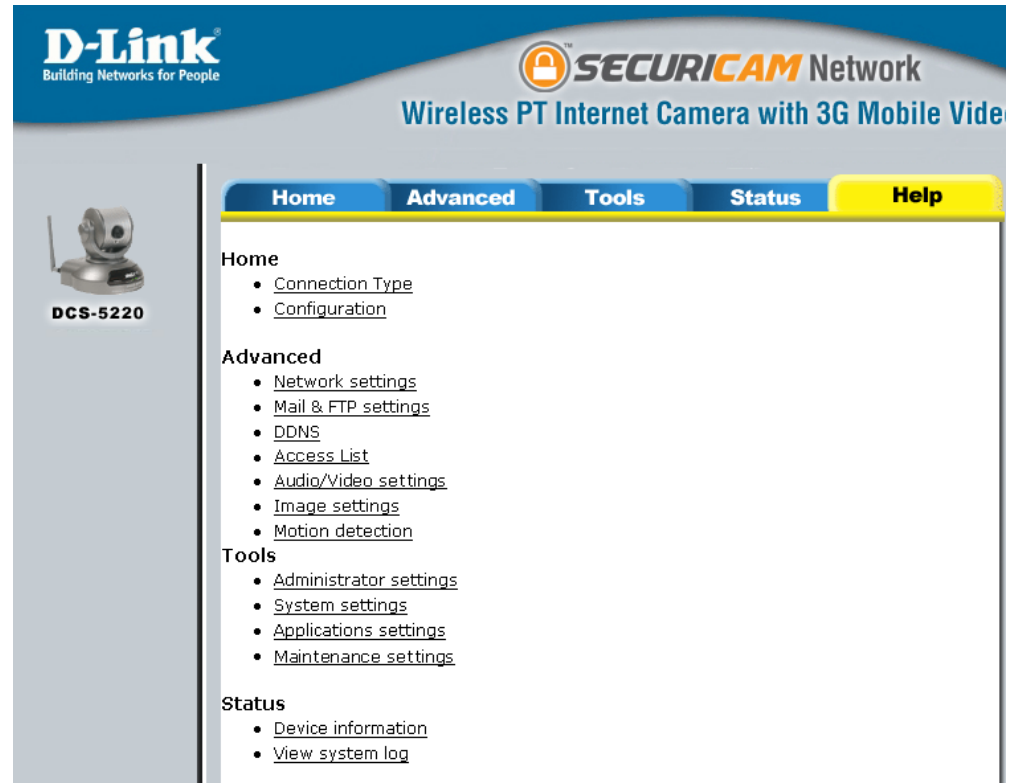 D-Link®
Building Networks for People
SECURICAM Network
™
Wireless PT Internet Camera with 3G Mobile Vide
Home Advanced Tools Status Help
DCS-5220
Home
• Connection Type
• Configuration
Advanced
• Network settings
• Mail & FTP settings
• DDNS
• Access List
• Audio/Video settings
• Image settings
• Motion detection
Tools
• Administrator settings
• System settings
• Applications settings
• Maintenance settings
Status
• Device information
• View system log